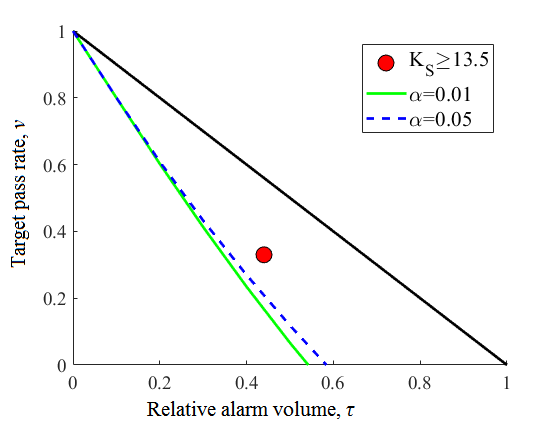 1
0.8
0.6
0.4
0.2
0
0 0.2 0.4 0.6 0.8 1
Target pass rate, ν
Relative alarm volume, τ
K_S≥13.5
α=0.01
α=0.05